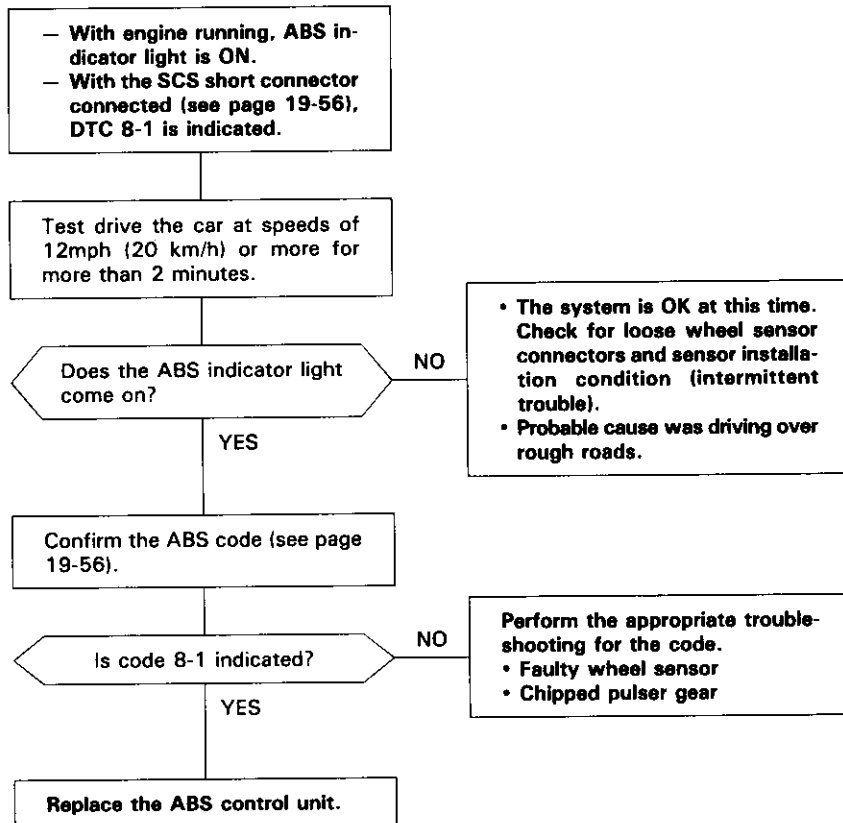 — With engine running, ABS in-
dicator light is ON.
— With the SCS short connector
connected (see page 19-56),
DTC 8-1 is indicated.
Test drive the car at speeds of
12mph (20 km/h) or more for
more than 2 minutes.
Does the ABS indicator light
come on?
NO
• The system is OK at this time.
Check for loose wheel sensor
connectors and sensor installa-
tion condition (intermittent
trouble).
• Probable cause was driving over
rough roads.
YES
Confirm the ABS code (see page
19-56).
Is code 8-1 indicated?
NO
Perform the appropriate trouble-
shooting for the code.
• Faulty wheel sensor
• Chipped pulser gear
YES
Replace the ABS control unit.